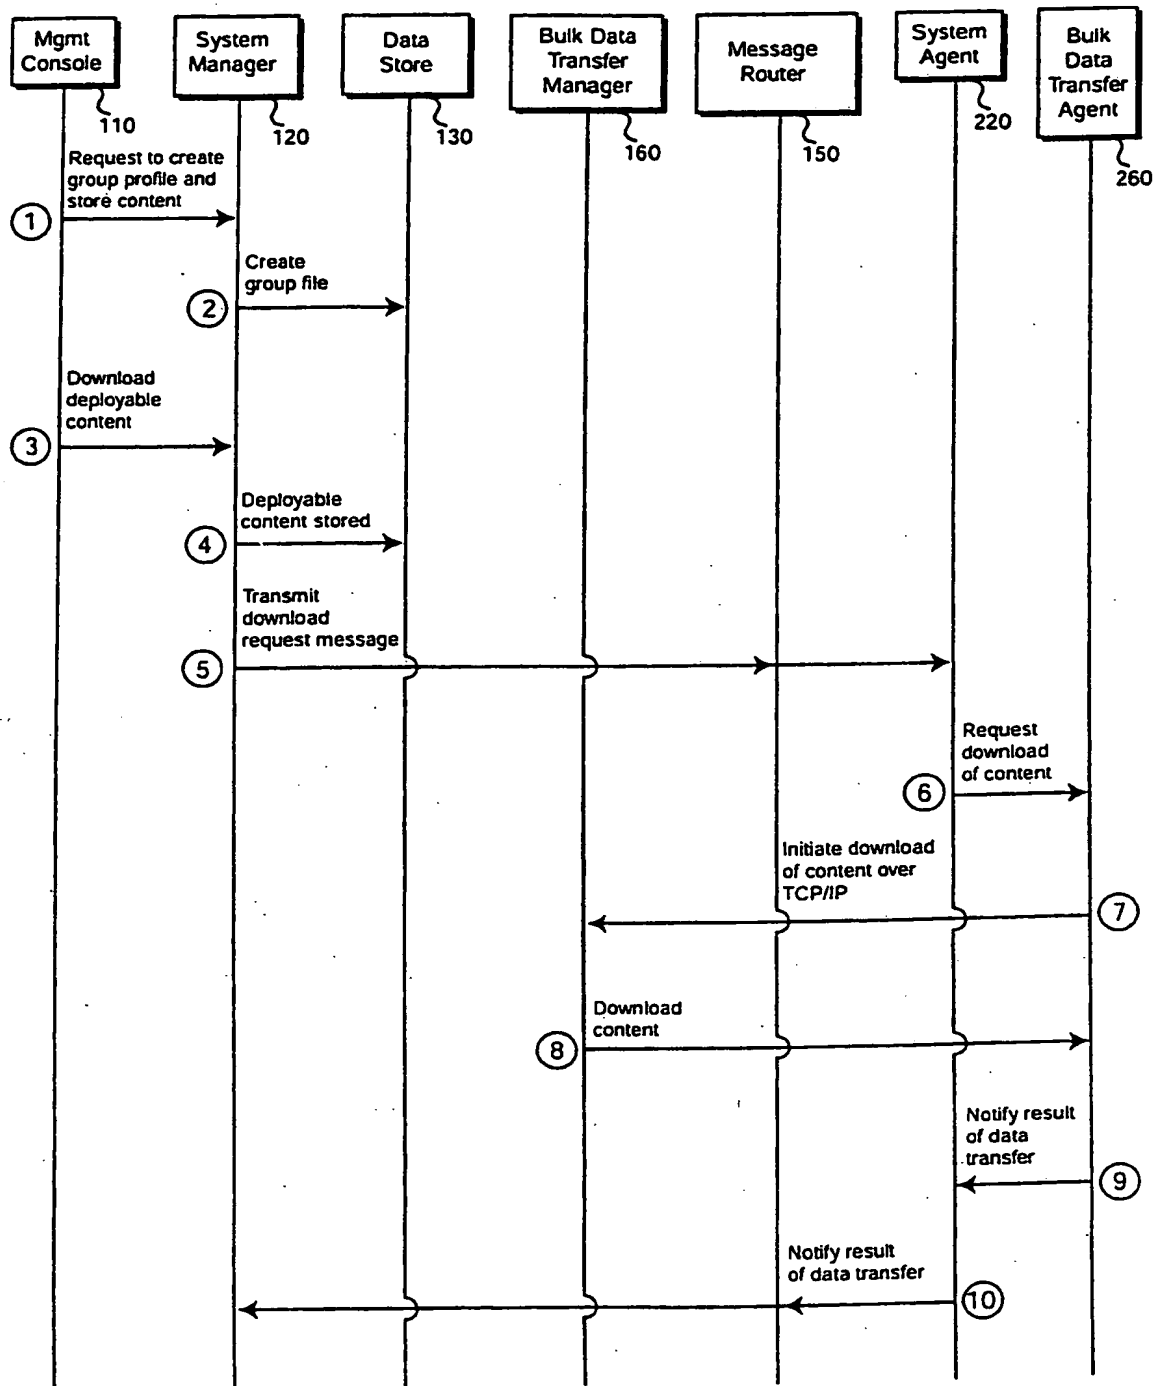 Mgmt
Console
System
Manager
Data
Store
Bulk Data
Transfer
Manager
Message
Router
System
Agent
Bulk
Data
Transfer
Agent
110
120
130
160
150
220
260
Request to create
group profile and
store content
1
Create
group file
2
Download
deployable
content
3
Deployable
content stored
4
Transmit
download
request message
5
Request
download
of content
6
Initiate download
of content over
TCP/IP
7
Download
content
8
Notify result
of data
transfer
9
Notify result
of data transfer
10